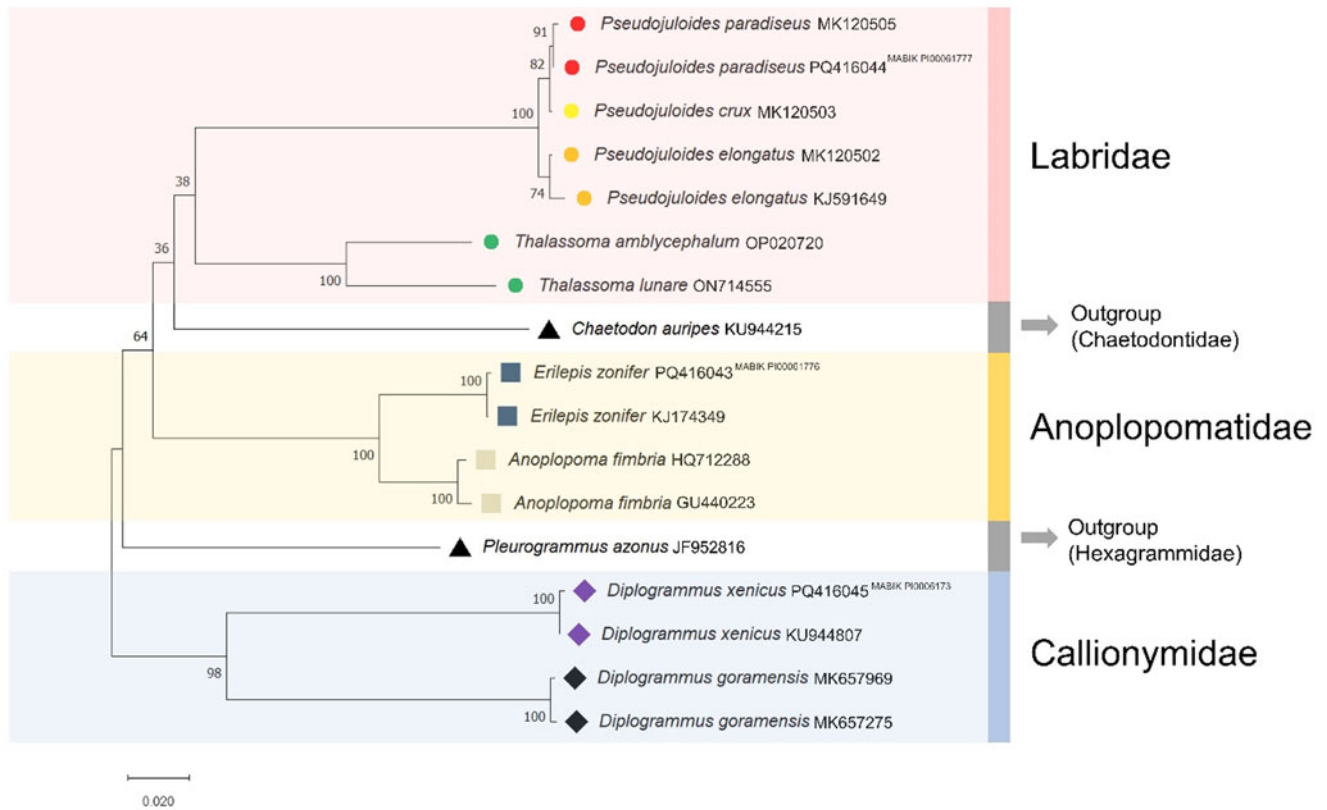 91
Pseudojuloides paradiseus MK120505
82
Pseudojuloides paradiseus PQ416044 MABIK PI00061777
100
Pseudojuloides crux MK120503
Pseudojuloides elongatus MK120502
74
Pseudojuloides elongatus KJ591649
Labridae
38
Thalassoma amblycephalum OP020720
36
100
Thalassoma lunare ON714555
Chaetodon auripes KU944215
Outgroup
(Chaetodontidae)
64
100
Erilepis zonifer PQ416043 MABIK PI00061776
Erilepis zonifer KJ174349
Anoplopomatidae
100
Anoplopoma fimbria HQ712288
100
Anoplopoma fimbria GU440223
Pleurogrammus azonus JF952816
Outgroup
(Hexagrammidae)
100
Diplogrammus xenicus PQ416045 MABIK PI0006173
Diplogrammus xenicus KU944807
Callionymidae
98
Diplogrammus goramensis MK657969
100
Diplogrammus goramensis MK657275
0.020